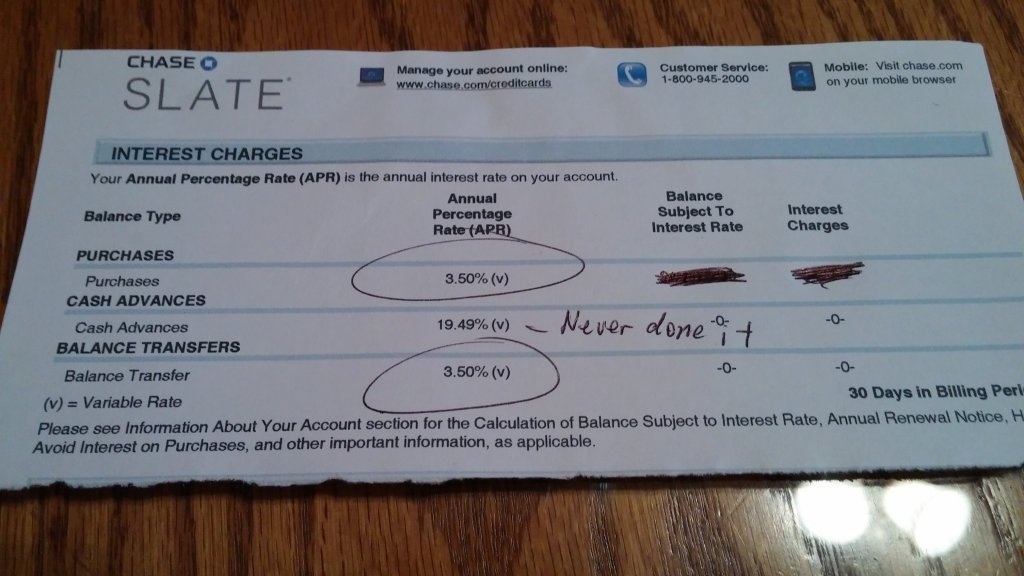 CHASE
SLATE
Manage your account online:
www.chase.com/creditcards
Customer Service:
1-800-945-2000
Mobile: Visit chase.com
on your mobile browser
INTEREST CHARGES
Your Annual Percentage Rate (APR) is the annual interest rate on your account.
Balance Type
Annual
Percentage
Rate (APR)
Balance
Subject To
Interest Rate
Interest
Charges
PURCHASES
Purchases 3.50% (v)
CASH ADVANCES
Cash Advances 19.49% (v) – Never done it -0- -0-
BALANCE TRANSFERS
Balance Transfer 3.50% (v) -0- -0-
(v) = Variable Rate
30 Days in Billing Peri
Please see Information About Your Account section for the Calculation of Balance Subject to Interest Rate, Annual Renewal Notice, H
Avoid Interest on Purchases, and other important information, as applicable.